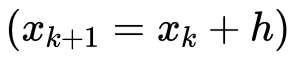 (x_{k+1} = x_k + h)